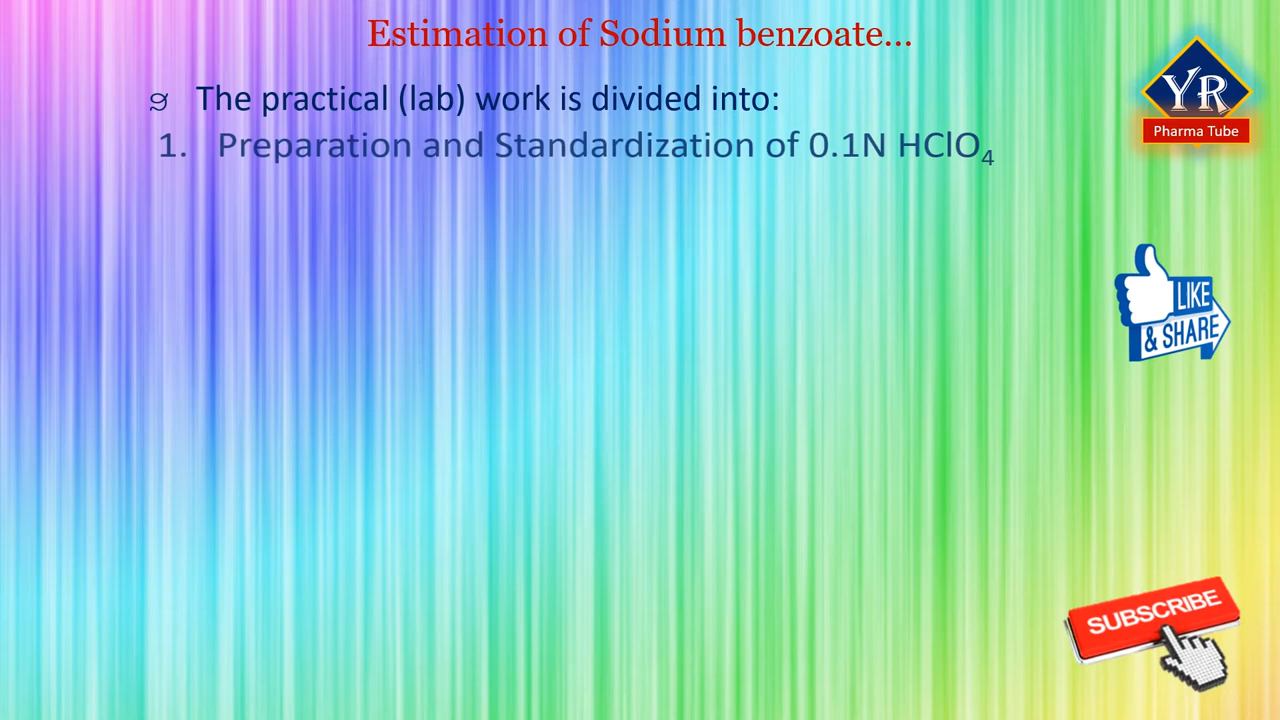 Estimation of Sodium benzoate...
The practical (lab) work is divided into:
1. Preparation and Standardization of 0.1N HClO₄
YR
Pharma Tube
LIKE
& SHARE
SUBSCRIBE